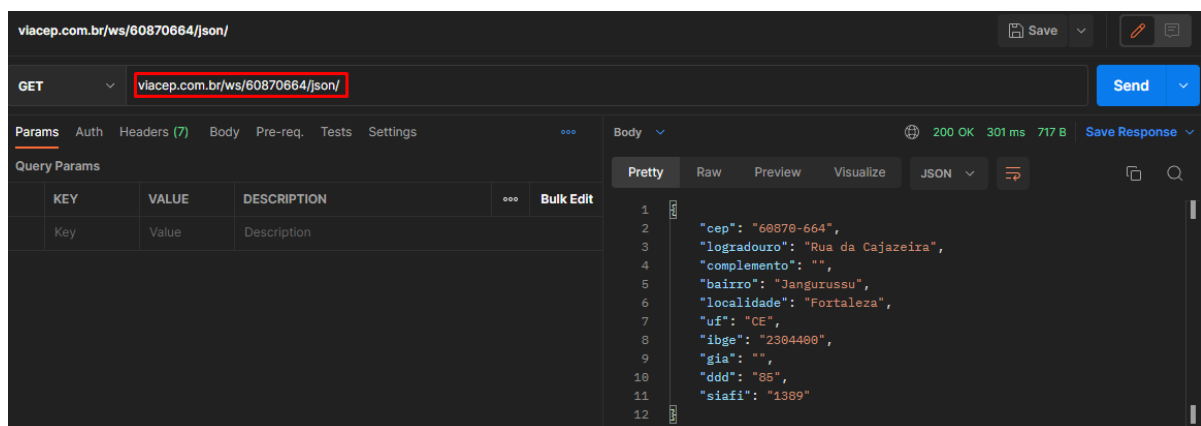 viacep.com.br/ws/60870664/json/
Save
GET
viacep.com.br/ws/60870664/json/
Send
Params Auth Headers (7) Body Pre-req. Tests Settings
Query Params
KEY VALUE DESCRIPTION Bulk Edit
Key Value Description
Body 200 OK 301 ms 717 B Save Response
Pretty Raw Preview Visualize JSON
1 {
2 "cep": "60870-664",
3 "logradouro": "Rua da Cajazeira",
4 "complemento": "",
5 "bairro": "Jangurussu",
6 "localidade": "Fortaleza",
7 "uf": "CE",
8 "ibge": "2304400",
9 "gia": "",
10 "ddd": "85",
11 "siafi": "1389"
12 }